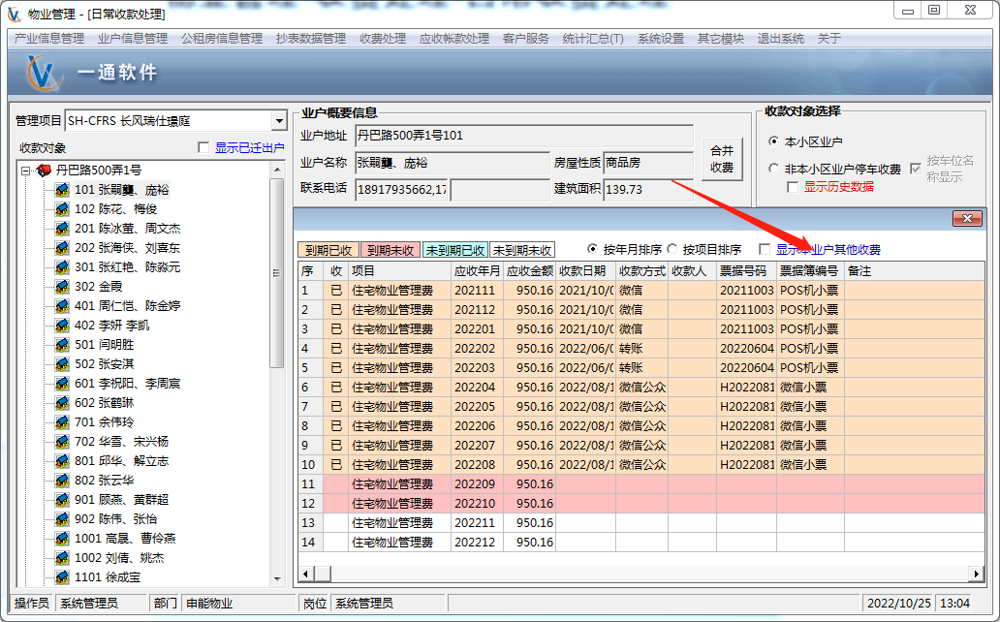 物业管理 - [日常收款处理]
产业信息管理 业户信息管理 公租房信息管理 抄表数据管理 收费处理 应收帐款处理 客户服务 统计汇总(T) 系统设置 其它模块 退出系统 关于
一通软件
管理项目 SH-CFRS 长风瑞仕璟庭
收款对象 显示已迁出户
丹巴路500弄1号
101 张嗣龑、庞裕
102 陈花、梅俊
201 陈冰莹、周文杰
202 张海侠、刘喜东
301 张红艳、陈淼元
302 金霞
401 周仁恺、陈金婷
402 李妍 李凯
501 闫明胜
502 张安淇
601 李祝阳、李周宸
602 张鹤琳
701 余伟玲
702 华雪、宋兴杨
801 邱华、解立志
802 张云华
901 顾燕、黄群超
902 陈伟、张怡
1001 高晟、曹伶燕
1002 刘倩、姚杰
1101 徐成宝
业户概要信息
业户地址 丹巴路500弄1号101
业户名称 张嗣龑、庞裕 房屋性质 商品房
联系电话 18917935662,17 建筑面积 139.73
合并
收费
收款对象选择
本小区业户
非本小区业户停车收费
按车位名
称显示
显示历史数据
到期已收 到期未收 未到期已收 未到期未收 按年月排序 按项目排序 显示本业户其他收费
序 收 项目 应收年月 应收金额 收款日期 收款方式 收款人 票据号码 票据簿编号 备注
1 已 住宅物业管理费 202111 950.16 2021/10/0 微信 20211003 POS机小票
2 已 住宅物业管理费 202112 950.16 2021/10/0 微信 20211003 POS机小票
3 已 住宅物业管理费 202201 950.16 2021/10/0 微信 20211003 POS机小票
4 已 住宅物业管理费 202202 950.16 2022/06/0 转账 20220604 POS机小票
5 已 住宅物业管理费 202203 950.16 2022/06/0 转账 20220604 POS机小票
6 已 住宅物业管理费 202204 950.16 2022/08/1 微信公众 H2022081 微信小票
7 已 住宅物业管理费 202205 950.16 2022/08/1 微信公众 H2022081 微信小票
8 已 住宅物业管理费 202206 950.16 2022/08/1 微信公众 H2022081 微信小票
9 已 住宅物业管理费 202207 950.16 2022/08/1 微信公众 H2022081 微信小票
10 已 住宅物业管理费 202208 950.16 2022/08/1 微信公众 H2022081 微信小票
11 住宅物业管理费 202209 950.16
12 住宅物业管理费 202210 950.16
13 住宅物业管理费 202211 950.16
14 住宅物业管理费 202212 950.16
操作员 系统管理员 部门 申能物业 岗位 系统管理员 2022/10/25 13:04